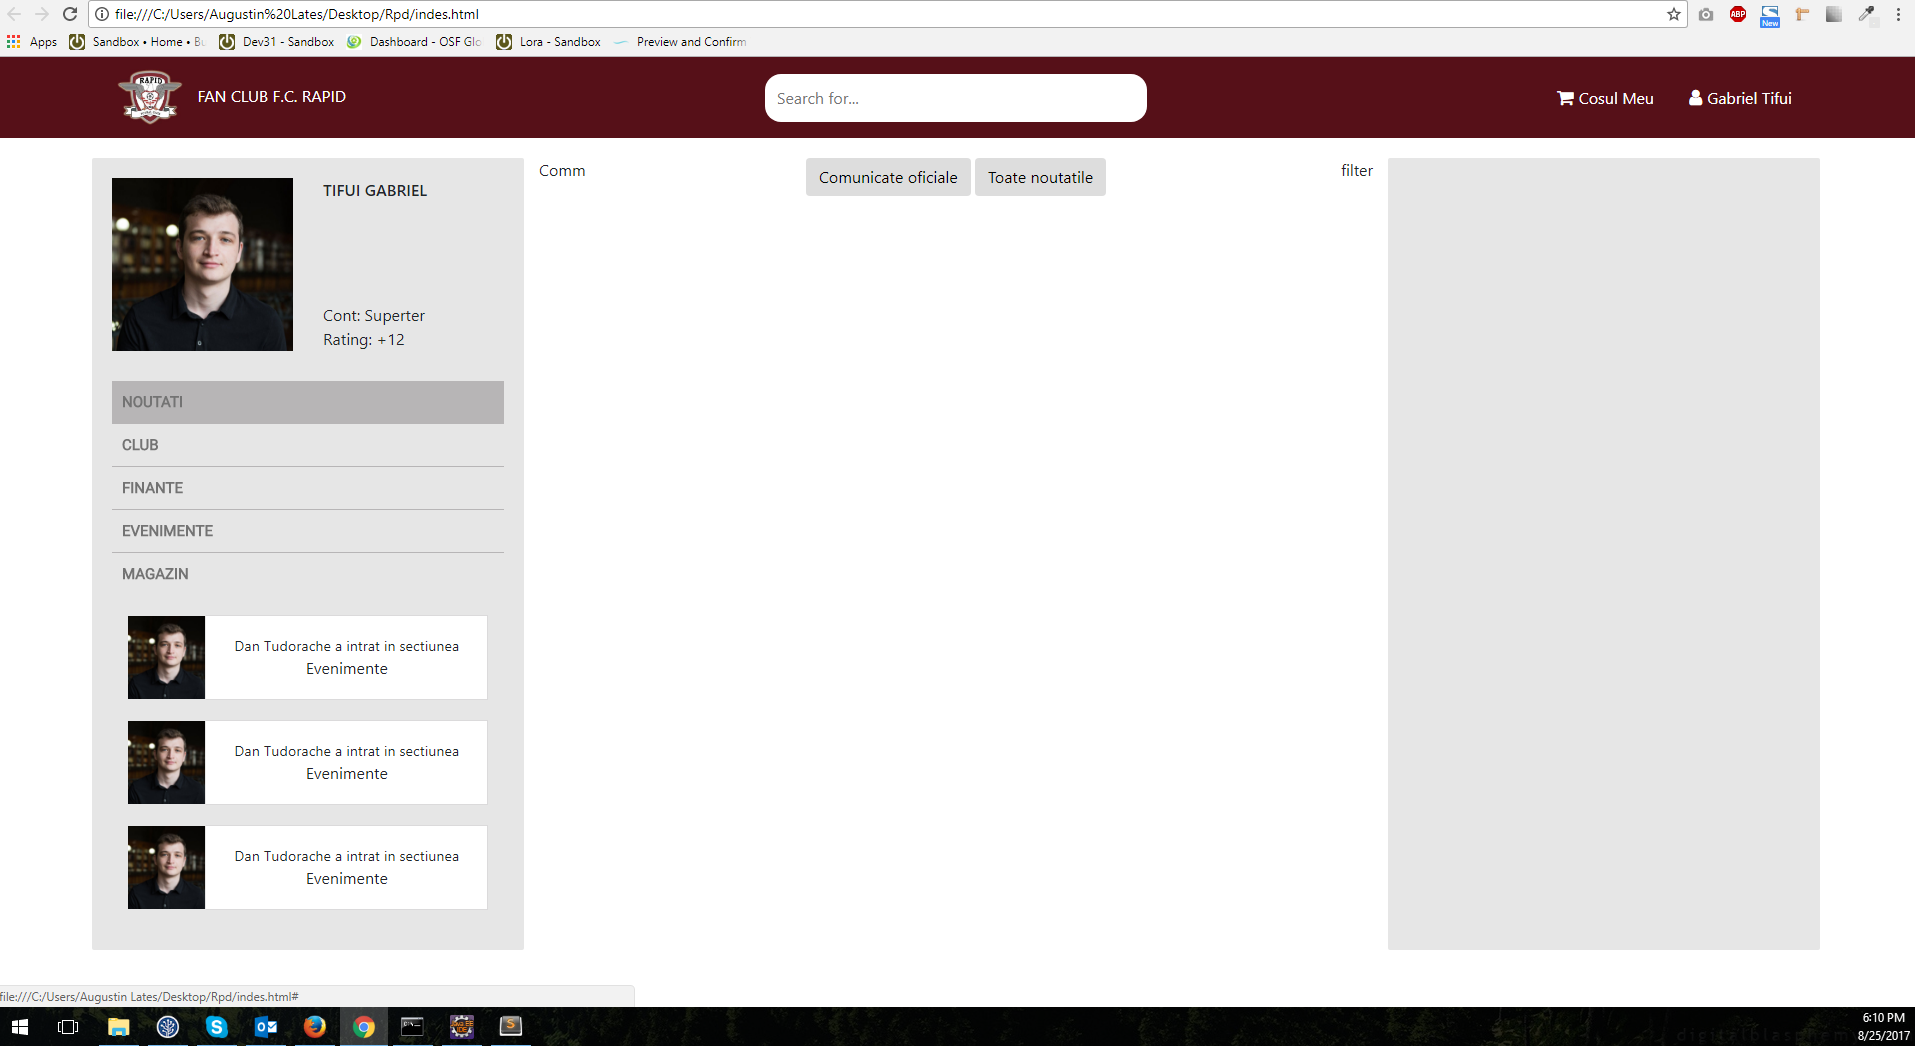 file:///C:/Users/Augustin%20Lates/Desktop/Rpd/indes.html
ABP
New
Apps
Sandbox • Home • Bu
Dev31 - Sandbox
Dashboard - OSF Glo
Lora - Sandbox
Preview and Confirm
RAPID
FAN CLUB F.C. RAPID
Search for...
Cosul Meu
Gabriel Tifui
TIFUI GABRIEL
Cont: Superter
Rating: +12
NOUTATI
CLUB
FINANTE
EVENIMENTE
MAGAZIN
Dan Tudorache a intrat in sectiunea
Evenimente
Dan Tudorache a intrat in sectiunea
Evenimente
Dan Tudorache a intrat in sectiunea
Evenimente
Comm
Comunicate oficiale
Toate noutatile
filter
file:///C:/Users/Augustin Lates/Desktop/Rpd/indes.html#
6:10 PM
8/25/2017